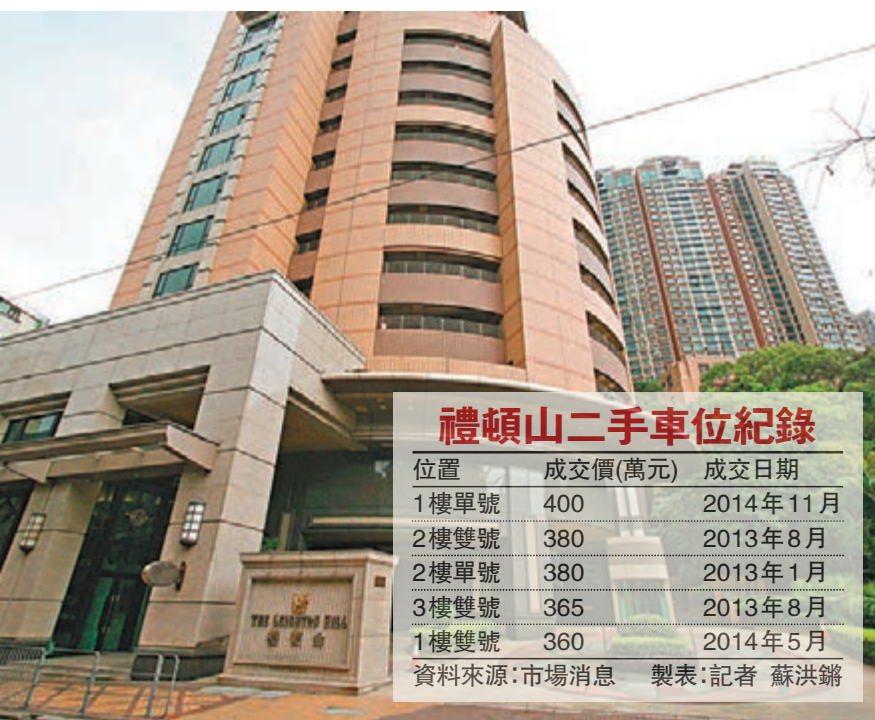 禮頓山二手車位紀錄
位置 成交價(萬元) 成交日期
1樓單號 400 2014年11月
2樓雙號 380 2013年8月
2樓單號 380 2013年1月
3樓雙號 365 2013年8月
1樓雙號 360 2014年5月
資料來源:市場消息 製表:記者 蘇洪鏘
THE LEIGHTON HILL
禮頓山